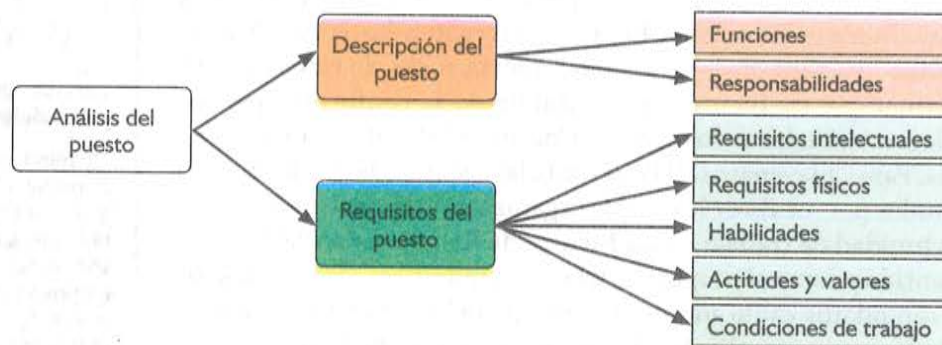 Análisis del
puesto
Descripción del
puesto
Funciones
Responsabilidades
Requisitos del
puesto
Requisitos intelectuales
Requisitos físicos
Habilidades
Actitudes y valores
Condiciones de trabajo